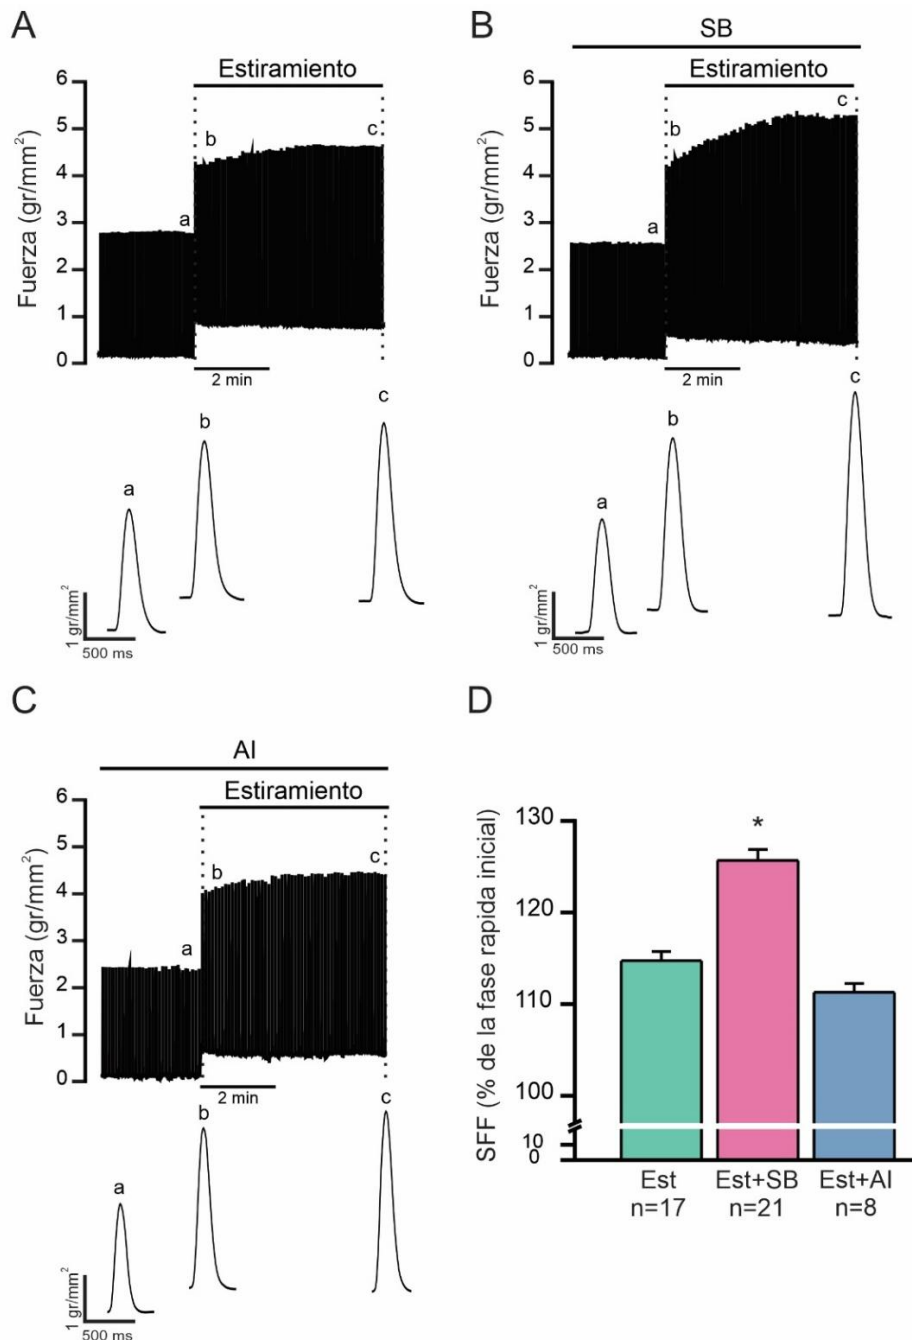 A
Estiramiento
6
5
4
3
2
1
0
Fuerza (gr/mm²)
a
b
c
2 min
a
b
c
1 gr/mm²
500 ms
B
SB
Estiramiento
6
5
4
3
2
1
0
Fuerza (gr/mm²)
a
b
c
2 min
a
b
c
1 gr/mm²
500 ms
C
AI
Estiramiento
6
5
4
3
2
1
0
Fuerza (gr/mm²)
a
b
c
2 min
a
b
c
1 gr/mm²
500 ms
D
SFF (% de la fase rapida inicial)
130
120
110
100
10
0
*
Est
n=17
Est+SB
n=21
Est+AI
n=8